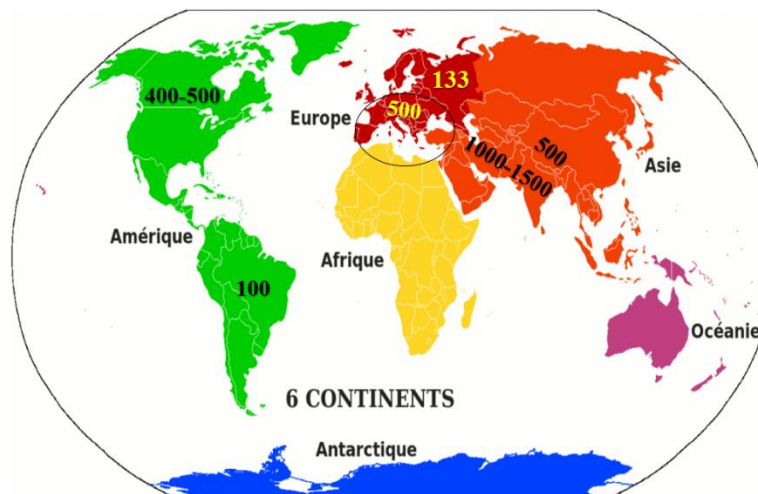 133
400-500
500
Europe
1000-1500
500
Asie
Amérique
Afrique
100
Océanie
6 CONTINENTS
Antarctique